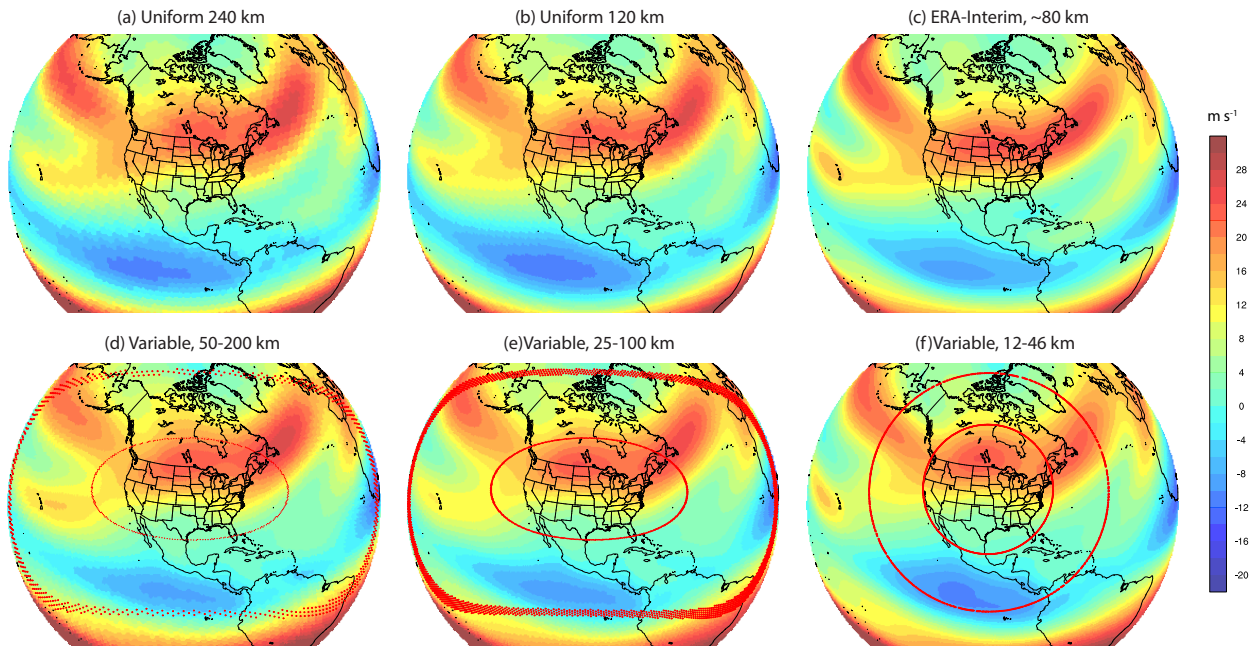 (a) Uniform 240 km
(b) Uniform 120 km
(c) ERA-Interim, ~80 km
m s⁻¹
28
24
20
16
12
8
4
0
-4
-8
-12
-16
-20
(d) Variable, 50-200 km
(e)Variable, 25-100 km
(f)Variable, 12-46 km